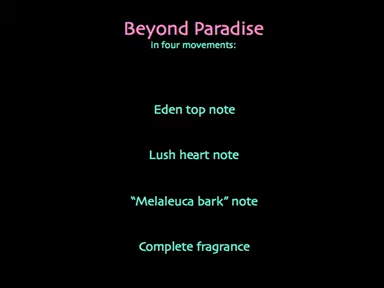 Beyond Paradise
in four movements:
Eden top note
Lush heart note
“Melaleuca bark” note
Complete fragrance